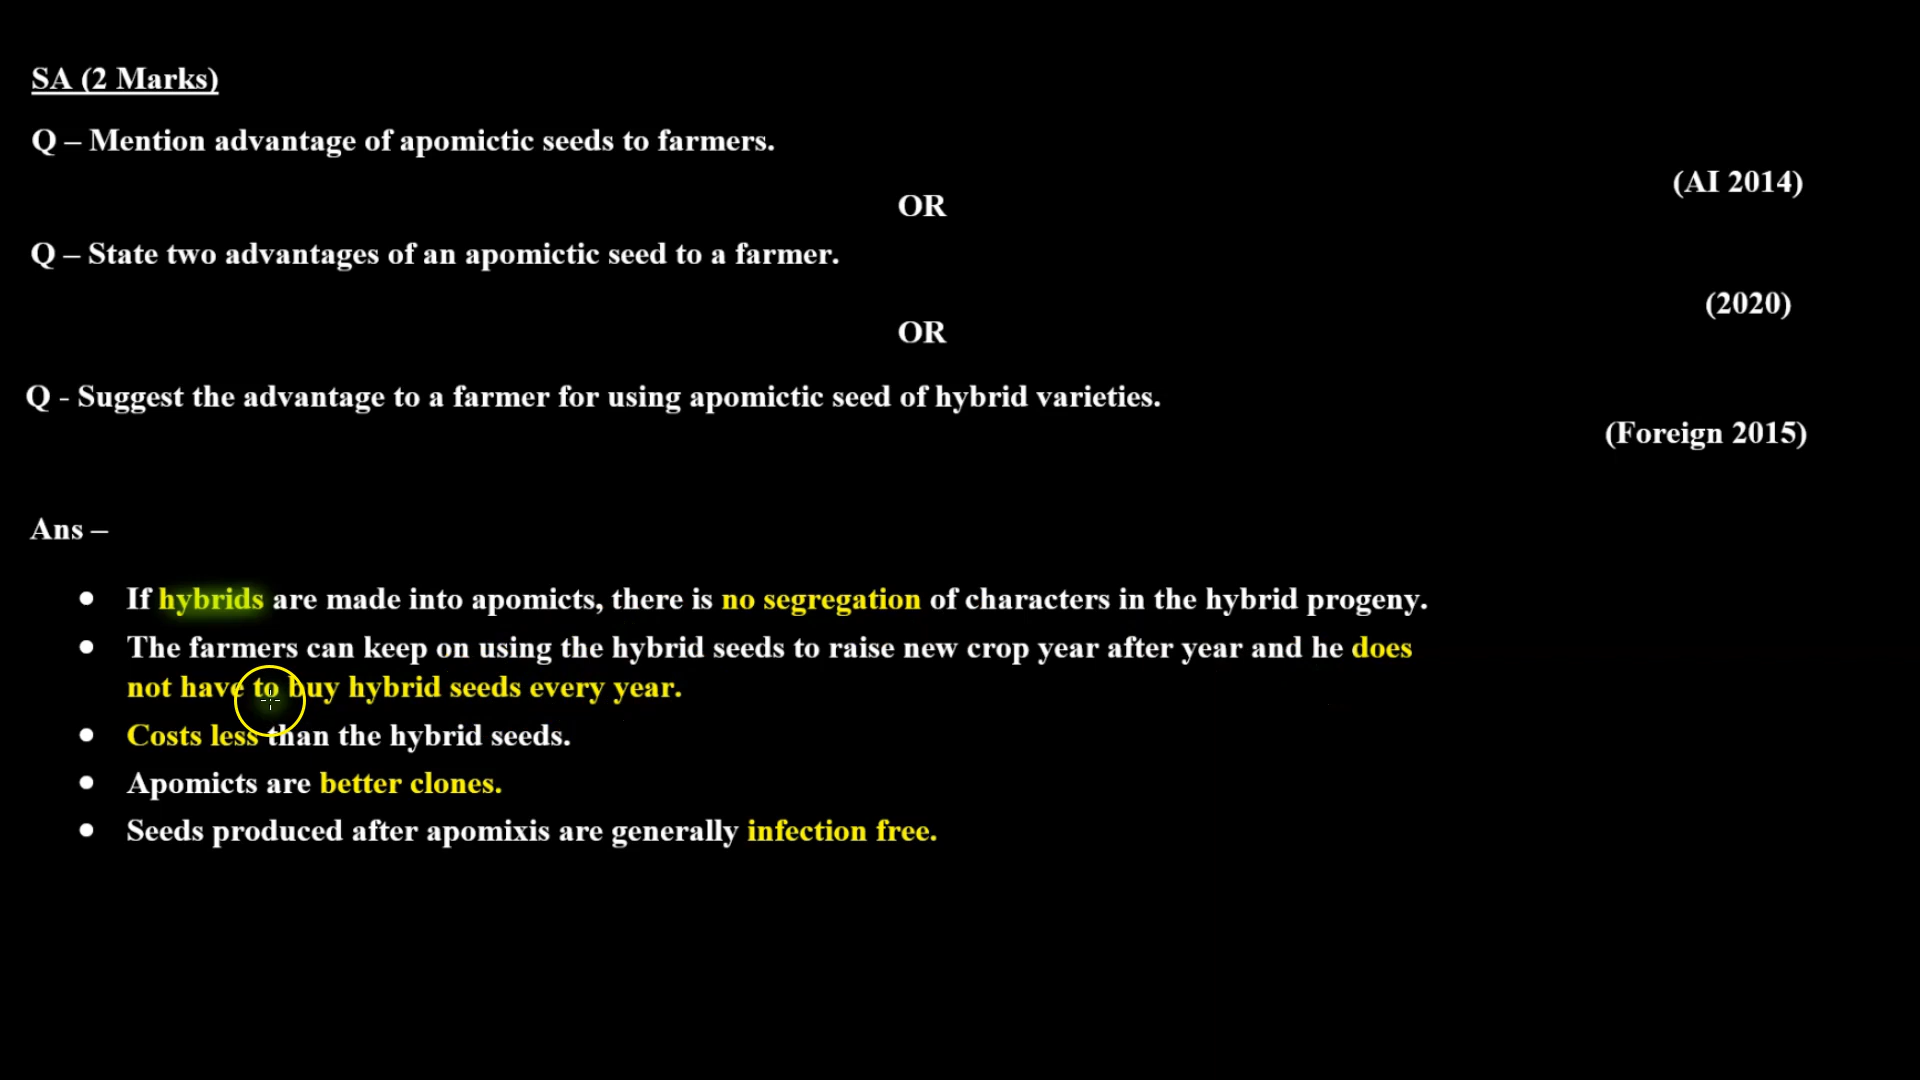 SA (2 Marks)
Q – Mention advantage of apomictic seeds to farmers.
(AI 2014)
OR
Q – State two advantages of an apomictic seed to a farmer.
(2020)
OR
Q - Suggest the advantage to a farmer for using apomictic seed of hybrid varieties.
(Foreign 2015)
Ans –
• If hybrids are made into apomicts, there is no segregation of characters in the hybrid progeny.
• The farmers can keep on using the hybrid seeds to raise new crop year after year and he does
not have to buy hybrid seeds every year.
• Costs less than the hybrid seeds.
• Apomicts are better clones.
• Seeds produced after apomixis are generally infection free.